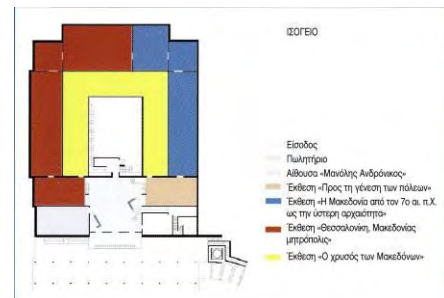 ΙΣΟΓΕΙΟ
Είσοδος
Πωλητήριο
Αίθουσα «Μανόλης Ανδρόνικος»
Έκθεση «Προς τη γένεση των πόλεων»
Έκθεση «Η Μακεδονία από τον 7ο αι. π.Χ.
ως την ύστερη αρχαιότητα»
Έκθεση «Θεσσαλονίκη, Μακεδονίας
μητρόπολις»
Έκθεση «Ο χρυσός των Μακεδόνων»